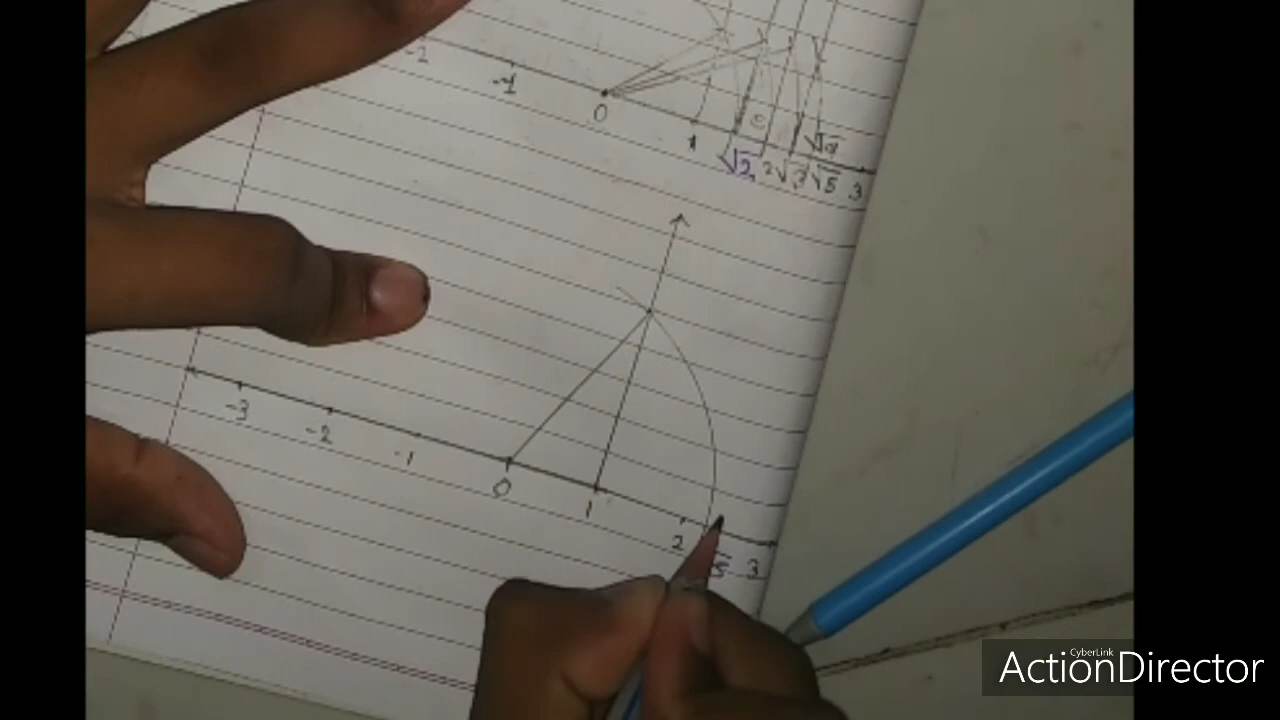 -2 -1 0 1 √2 2 √3 √5 3
-3 -2 -1 0 1 2 √5 3
CyberLink
ActionDirector